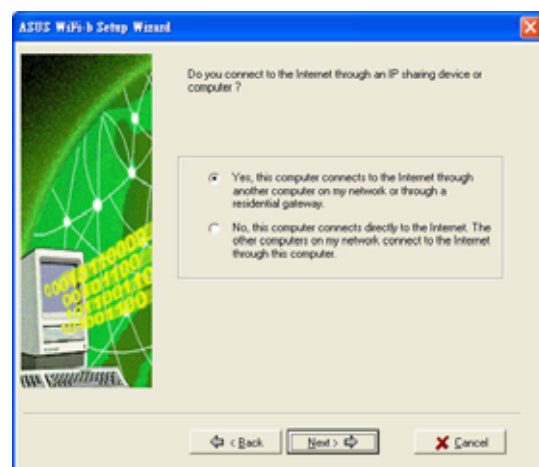 ASUS WiFi-b Setup Wizard
Do you connect to the Internet through an IP sharing device or
computer ?
Yes, this computer connects to the Internet through
another computer on my network or through a
residential gateway.
No, this computer connects directly to the Internet. The
other computers on my network connect to the Internet
through this computer.
< Back
Next >
Cancel